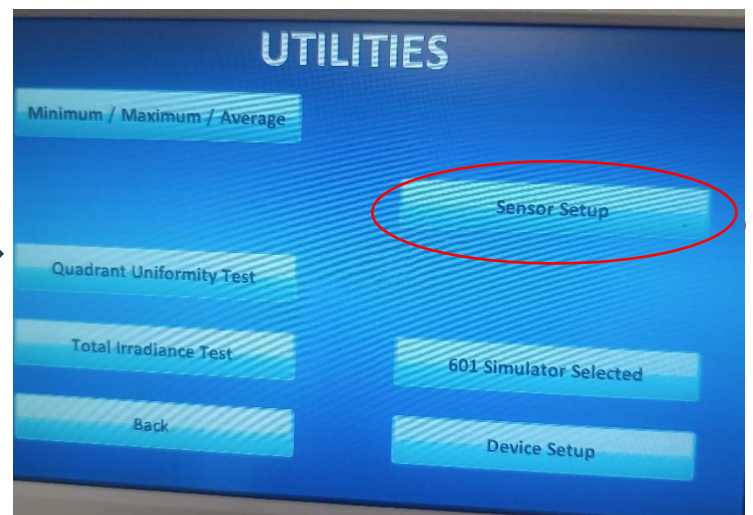 UTILITIES
Minimum / Maximum / Average
Sensor Setup
Quadrant Uniformity Test
Total Irradiance Test
601 Simulator Selected
Back
Device Setup